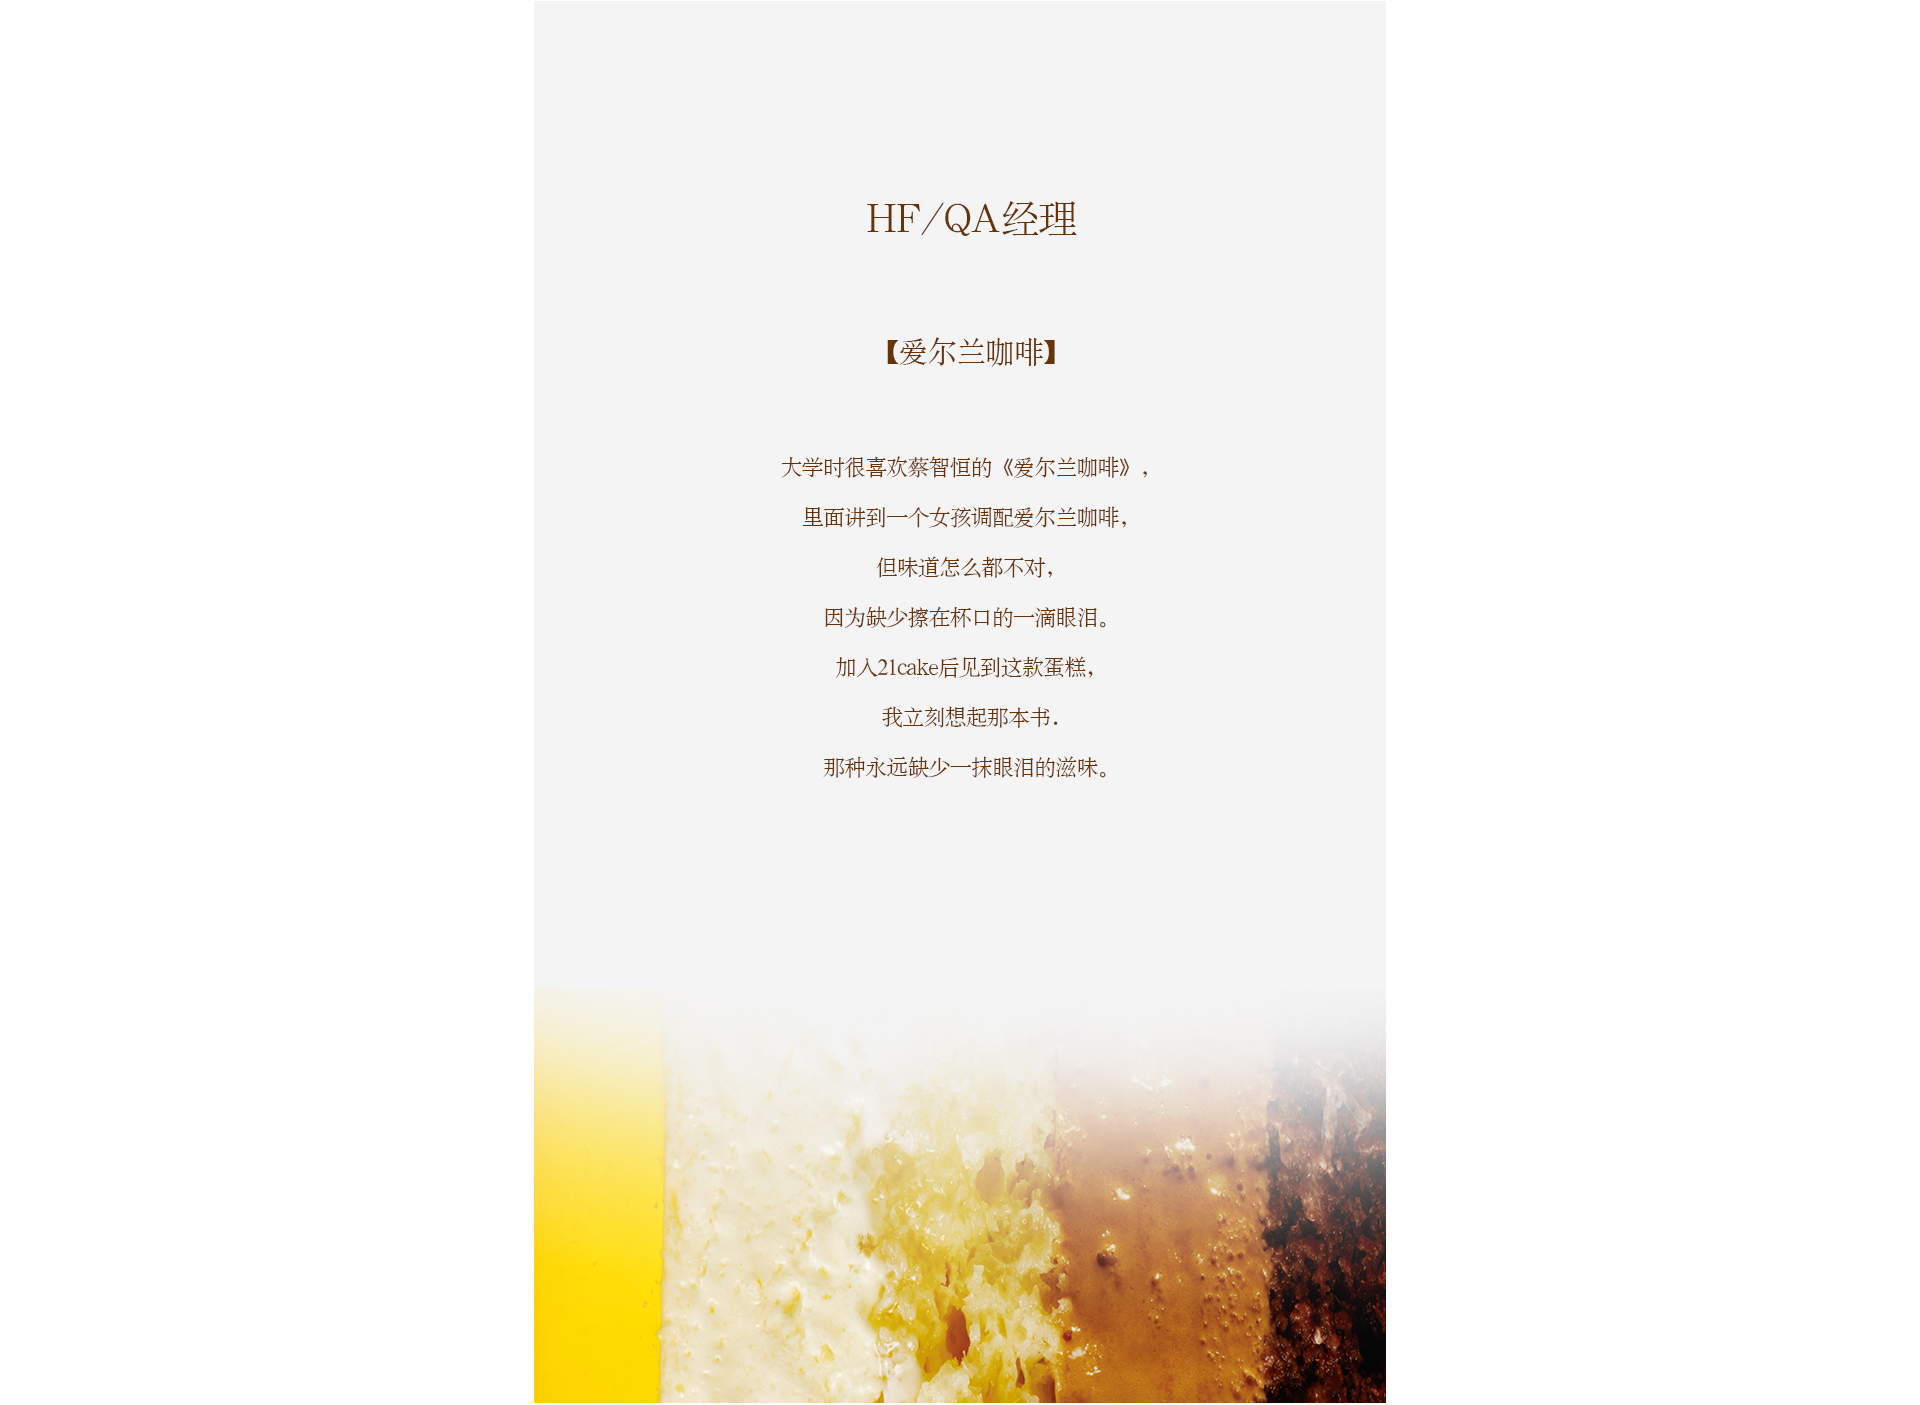 HF/QA经理
【爱尔兰咖啡】
大学时很喜欢蔡智恒的《爱尔兰咖啡》，
里面讲到一个女孩调配爱尔兰咖啡，
但味道怎么都不对，
因为缺少擦在杯口的一滴眼泪。
加入21cake后见到这款蛋糕，
我立刻想起那本书．
那种永远缺少一抹眼泪的滋味。